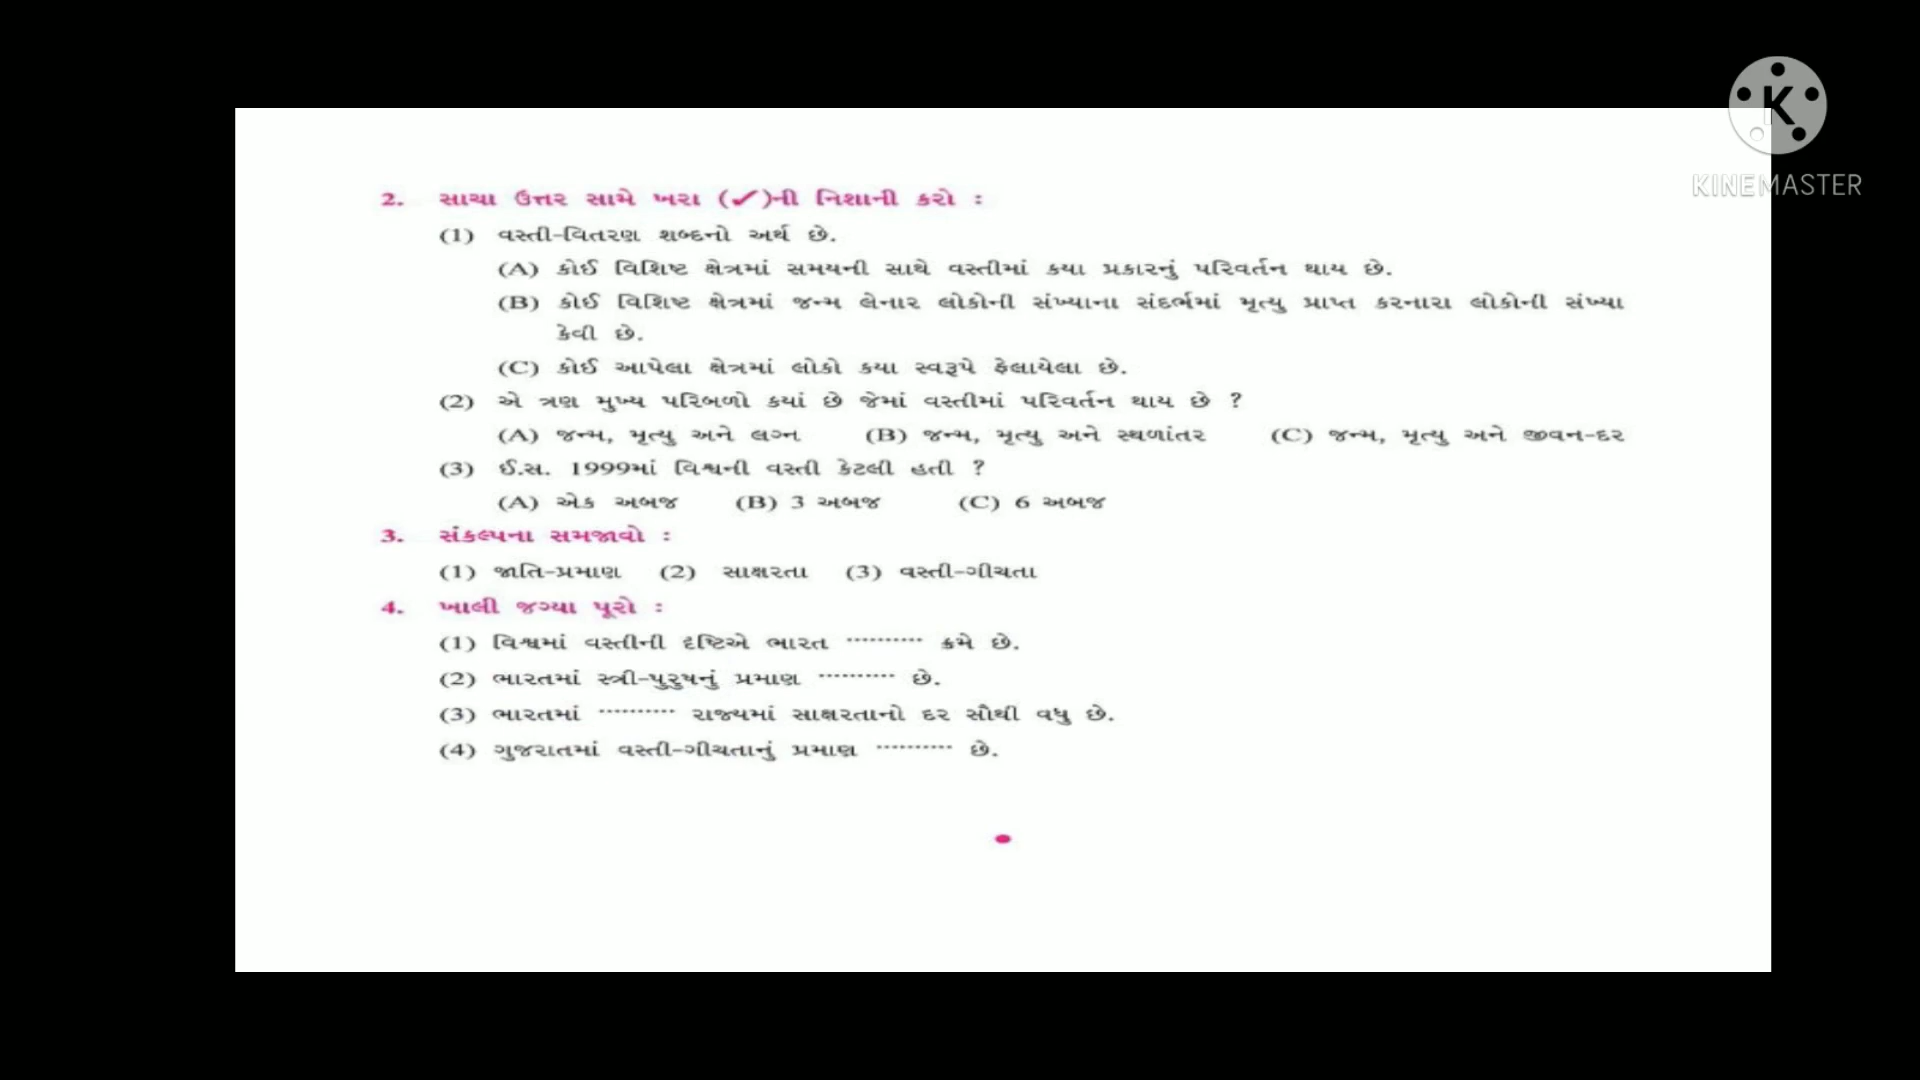 KINEMASTER
2. સાચા ઉત્તર સામે ખરા (✓)ની નિશાની કરો :
(1) વસ્તી-વિતરણ શબ્દનો અર્થ છે.
(A) કોઈ વિશિષ્ટ ક્ષેત્રમાં સમયની સાથે વસ્તીમાં કયા પ્રકારનું પરિવર્તન થાય છે.
(B) કોઈ વિશિષ્ટ ક્ષેત્રમાં જન્મ લેનાર લોકોની સંખ્યાના સંદર્ભમાં મૃત્યુ પ્રાપ્ત કરનારા લોકોની સંખ્યા
કેવી છે.
(C) કોઈ આપેલા ક્ષેત્રમાં લોકો કયા સ્વરૂપે ફેલાયેલા છે.
(2) એ ત્રણ મુખ્ય પરિબળો કયાં છે જેમાં વસ્તીમાં પરિવર્તન થાય છે ?
(A) જન્મ, મૃત્યુ અને લગ્ન (B) જન્મ, મૃત્યુ અને સ્થળાંતર (C) જન્મ, મૃત્યુ અને જીવન-દર
(3) ઈ.સ. 1999માં વિશ્વની વસ્તી કેટલી હતી ?
(A) એક અબજ (B) 3 અબજ (C) 6 અબજ
3. સંકલ્પના સમજાવો :
(1) જાતિ-પ્રમાણ (2) સાક્ષરતા (3) વસ્તી-ગીચતા
4. ખાલી જગ્યા પૂરો :
(1) વિશ્વમાં વસ્તીની દૃષ્ટિએ ભારત .......... ક્રમે છે.
(2) ભારતમાં સ્ત્રી-પુરુષનું પ્રમાણ .......... છે.
(3) ભારતમાં .......... રાજ્યમાં સાક્ષરતાનો દર સૌથી વધુ છે.
(4) ગુજરાતમાં વસ્તી-ગીચતાનું પ્રમાણ .......... છે.